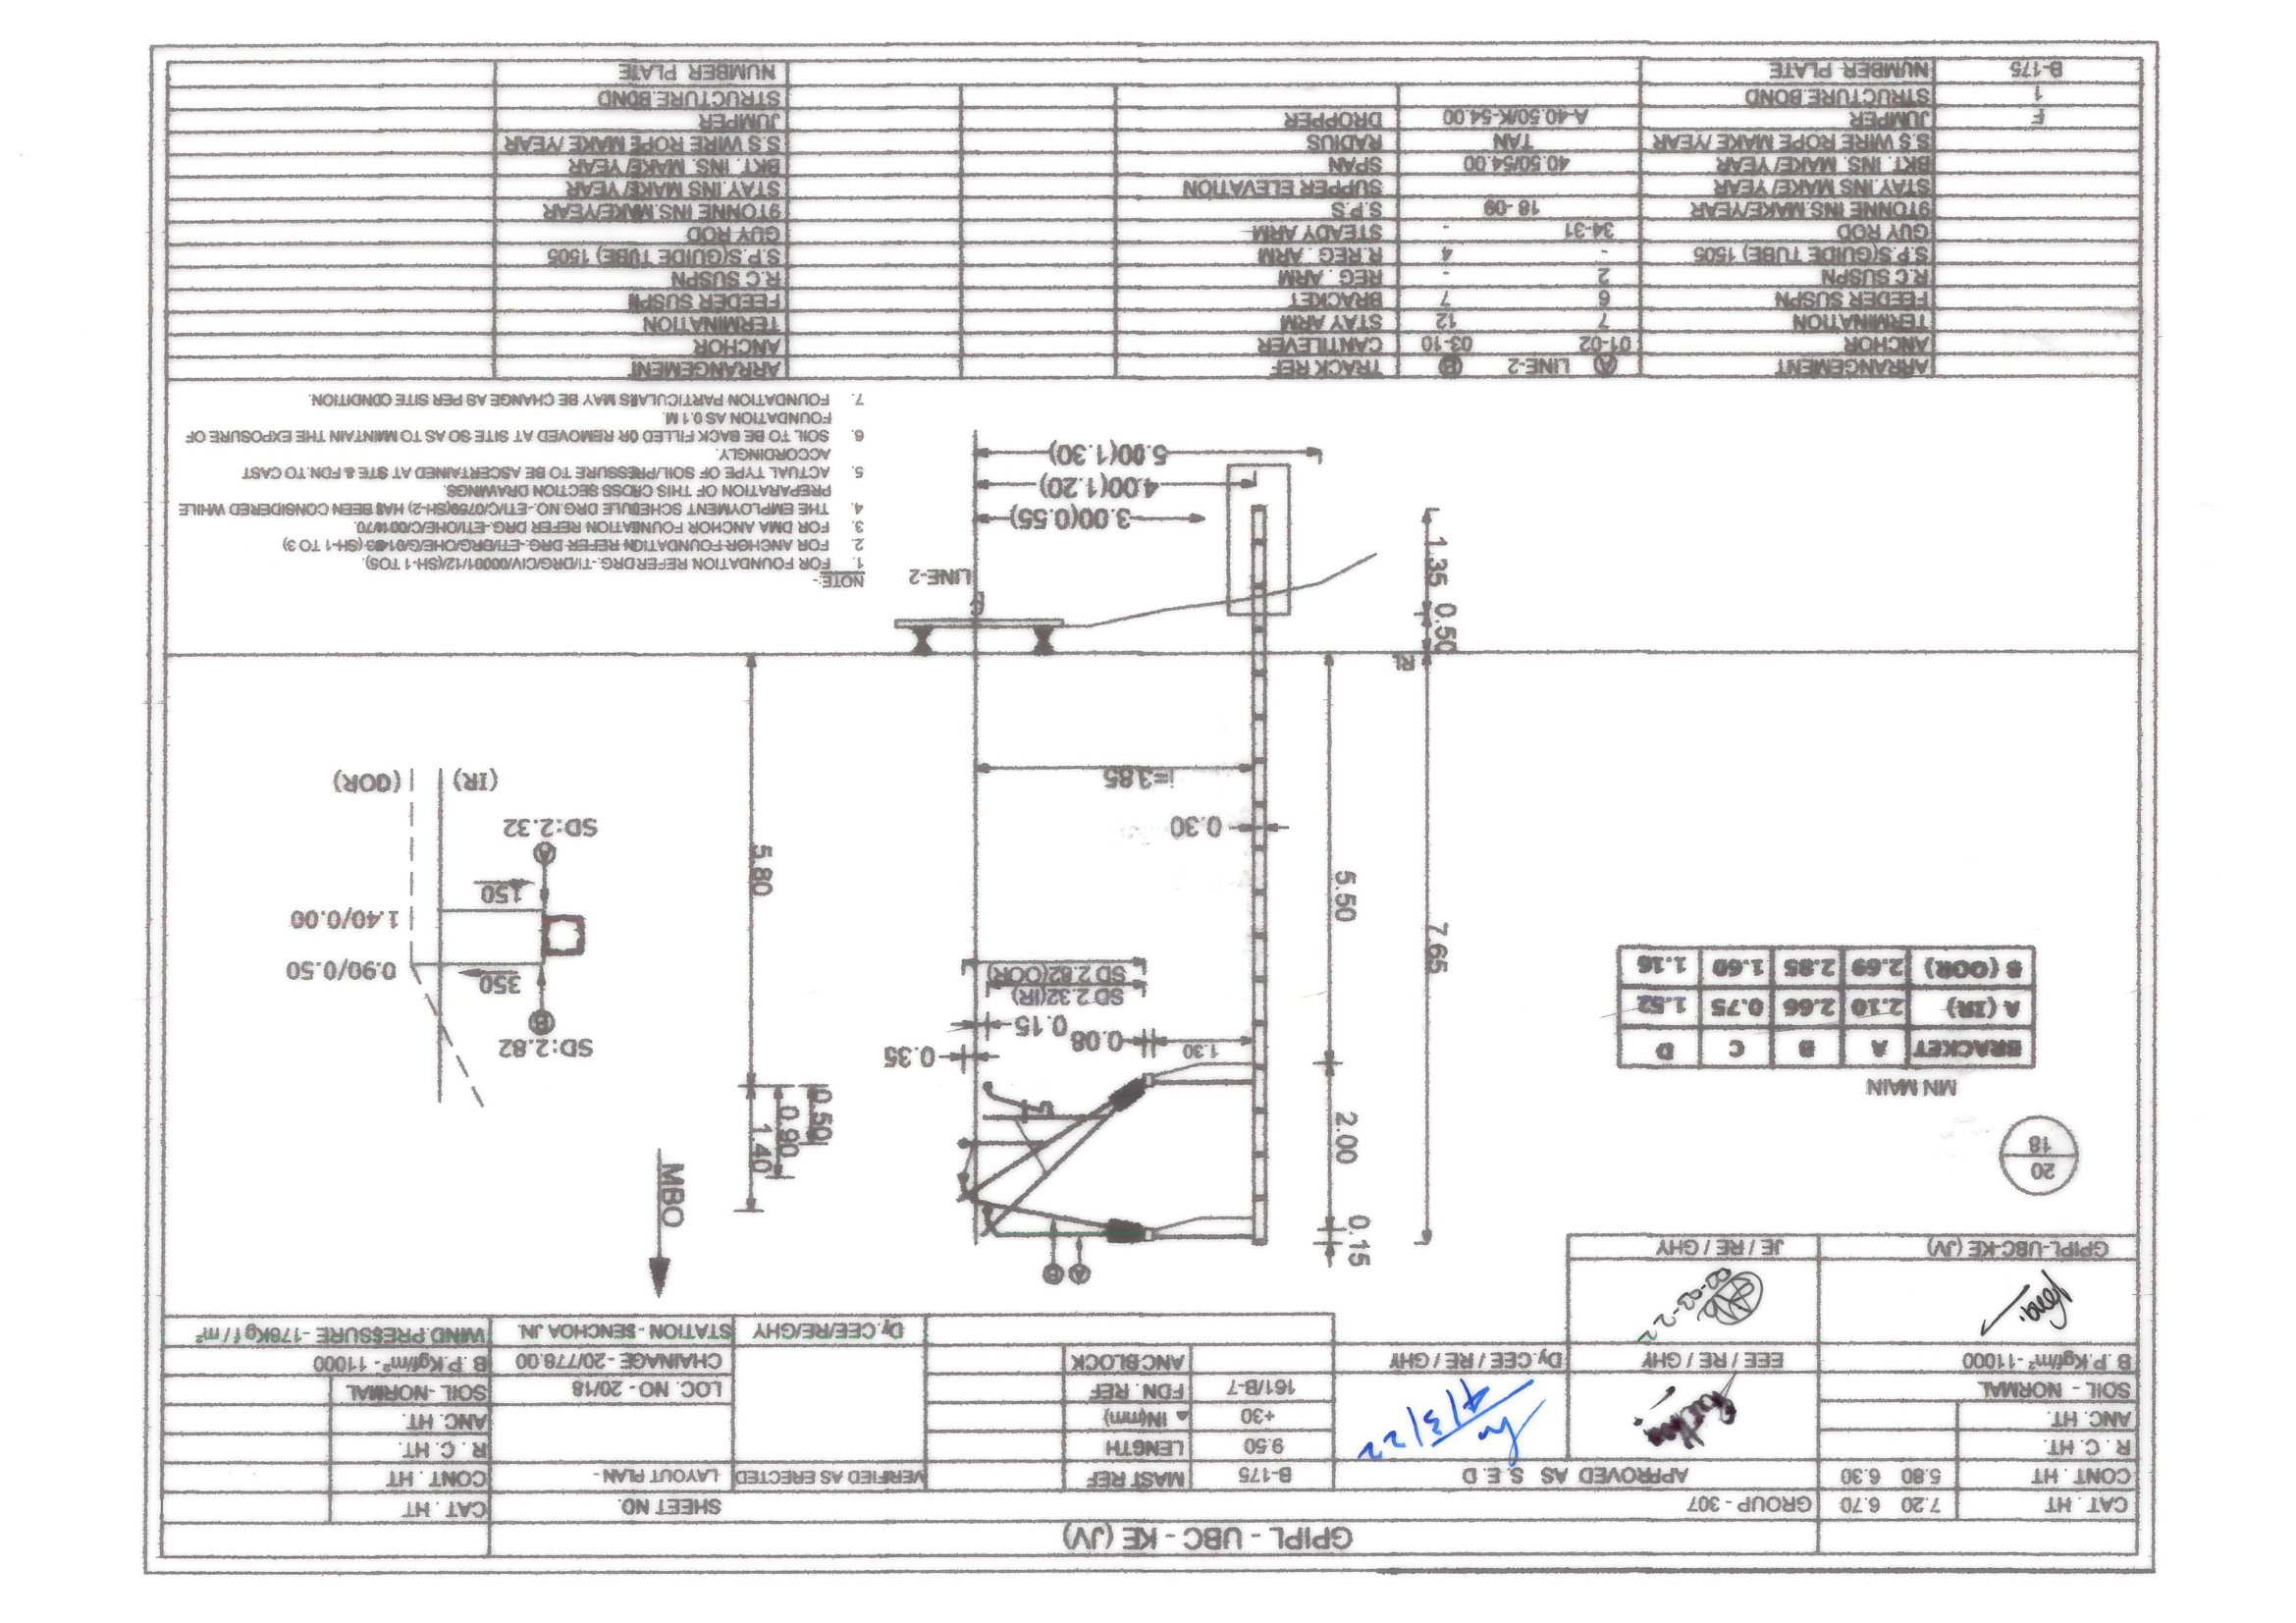 GPIPL - UBC - KE (JV)
CAT . HT 7.20 6.70 GROUP - 307 SHEET NO. CAT . HT
CONT . HT 5.80 6.30 APPROVED AS S. E. D B-175 MAST REF VERIFIED AS ERECTED LAYOUT PLAN - CONT . HT
R . C. HT. 9.50 LENGTH R . C. HT.
ANC. HT. +30 △ IN(mm) ANC. HT.
SOIL - NORMAL 161/B-7 FDN. REF LOC. NO - 20/18 SOIL -NORMAL
B .P.Kgf/m² -11000 EEE / RE / GHY Dy.CEE / RE / GHY ANC BLOCK CHAINAGE - 20/778.00 B .P.Kgf/m² - 11000
4/3/22
Dy.CEE/RE/GHY STATION - SENCHOA JN. WIND.PRESSURE -178Kg f / m²
GPIPL-UBC-KE (JV) JE / RE / GHY
20
18
MN MAIN
BRACKET A B C D
A (IR) 2.10 2.66 0.75 1.52
B (OOR) 2.69 2.85 1.60 1.16
A B
0.15
2.00
7.65
5.50
1.30
0.08
0.15
0.35
SD 2.32(IR)
SD 2.82(OOR)
0.30
i=3.85
0.50
0.90
1.40
5.80
MBO
SD:2.82
B
350
0.90/0.50
1.40/0.00
150
A
SD:2.32
(IR) (OOR)
RL
0.50
1.35
LINE-2
3.00(0.55)
4.00(1.20)
5.00(1.30)
NOTE:-
1. FOR FOUNDATION REFER DRG.-TI/DRG/CIV/00001/12/(SH-1 TO5).
2. FOR ANCHOR FOUNDATION REFER DRG.-ETI/DRG/OHE/G/01403 (SH-1 TO 3)
3. FOR DMA ANCHOR FOUNDATION REFER DRG.-ETI/OHE/C/001#/70.
4. THE EMPLOYMENT SCHEDULE DRG.NO.-ETI/C/0759(SH-2) HAS BEEN CONSIDERED WHILE
PREPARATION OF THIS CROSS SECTION DRAWINGS.
5. ACTUAL TYPE OF SOIL/PRESSURE TO BE ASCERTAINED AT SITE & FDN.TO CAST
ACCORDINGLY.
6. SOIL TO BE BACK FILLED OR REMOVED AT SITE SO AS TO MAINTAIN THE EXPOSURE OF
FOUNDATION AS 0.1 M.
7. FOUNDATION PARTICULARS MAY BE CHANGE AS PER SITE CONDITION.
ARRANGEMENT A LINE-2 B TRACK REF ARRANGEMENT
ANCHOR 01-02 03-10 CANTILEVER ANCHOR
TERMINATION 7 12 STAY ARM TERMINATION
FEEDER SUSPN 6 7 BRACKET FEEDER SUSPN
R.C SUSPN 2 - REG . ARM R.C SUSPN
S.P.S(GUIDE TUBE) 1505 - 4 R.REG . ARM S.P.S(GUIDE TUBE) 1505
GUY ROD 34-31 - STEADY ARM GUY ROD
9TONNE INS.MAKE/YEAR 18 -09 S.P.S 9TONNE INS.MAKE/YEAR
STAY.INS MAKE/ YEAR SUPPER ELEVATION STAY.INS MAKE/ YEAR
BKT. INS. MAKE/ YEAR 40.50/54.00 SPAN BKT. INS. MAKE/ YEAR
S.S WIRE ROPE MAKE /YEAR TAN RADIUS S.S WIRE ROPE MAKE /YEAR
F JUMPER A-40.50/K-54.00 DROPPER JUMPER
1 STRUCTURE.BOND STRUCTURE.BOND
B-175 NUMBER PLATE NUMBER PLATE